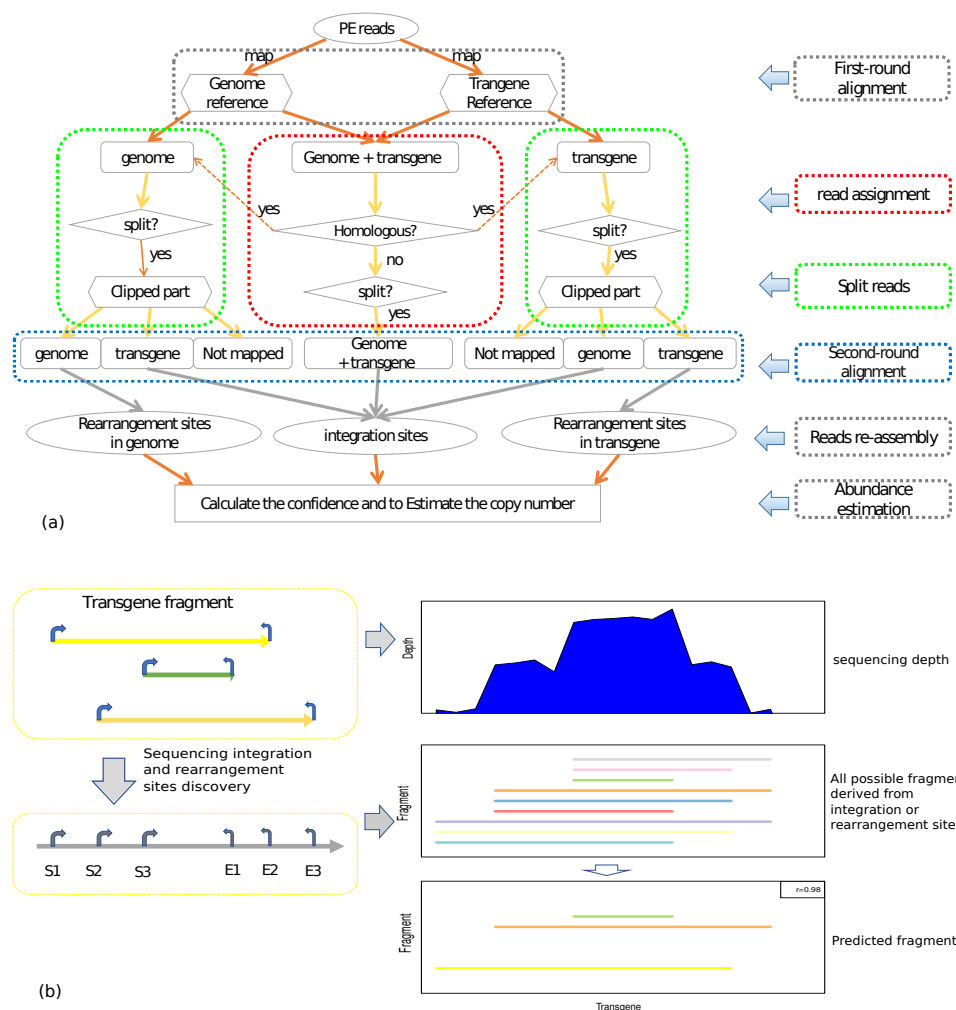 PE reads
map
map
Genome
reference
Trangene
Reference
First-round
alignment
genome
Genome + transgene
transgene
read assignment
yes
yes
split?
Homologous?
split?
yes
no
yes
Clipped part
split?
Clipped part
Split reads
yes
genome
transgene
Not mapped
Genome
+ transgene
Not mapped
genome
transgene
Second-round
alignment
Rearrangement sites
in genome
integration sites
Rearrangement sites
in transgene
Reads re-assembly
Calculate the confidence and to Estimate the copy number
Abundance
estimation
(a)
Transgene fragment
Depth
sequencing depth
Sequencing integration
and rearrangement
sites discovery
Fragment
All possible fragmen
derived from
integration or
rearrangement site
S1
S2
S3
E1
E2
E3
r=0.98
Fragment
Predicted fragment
(b)
Transgene